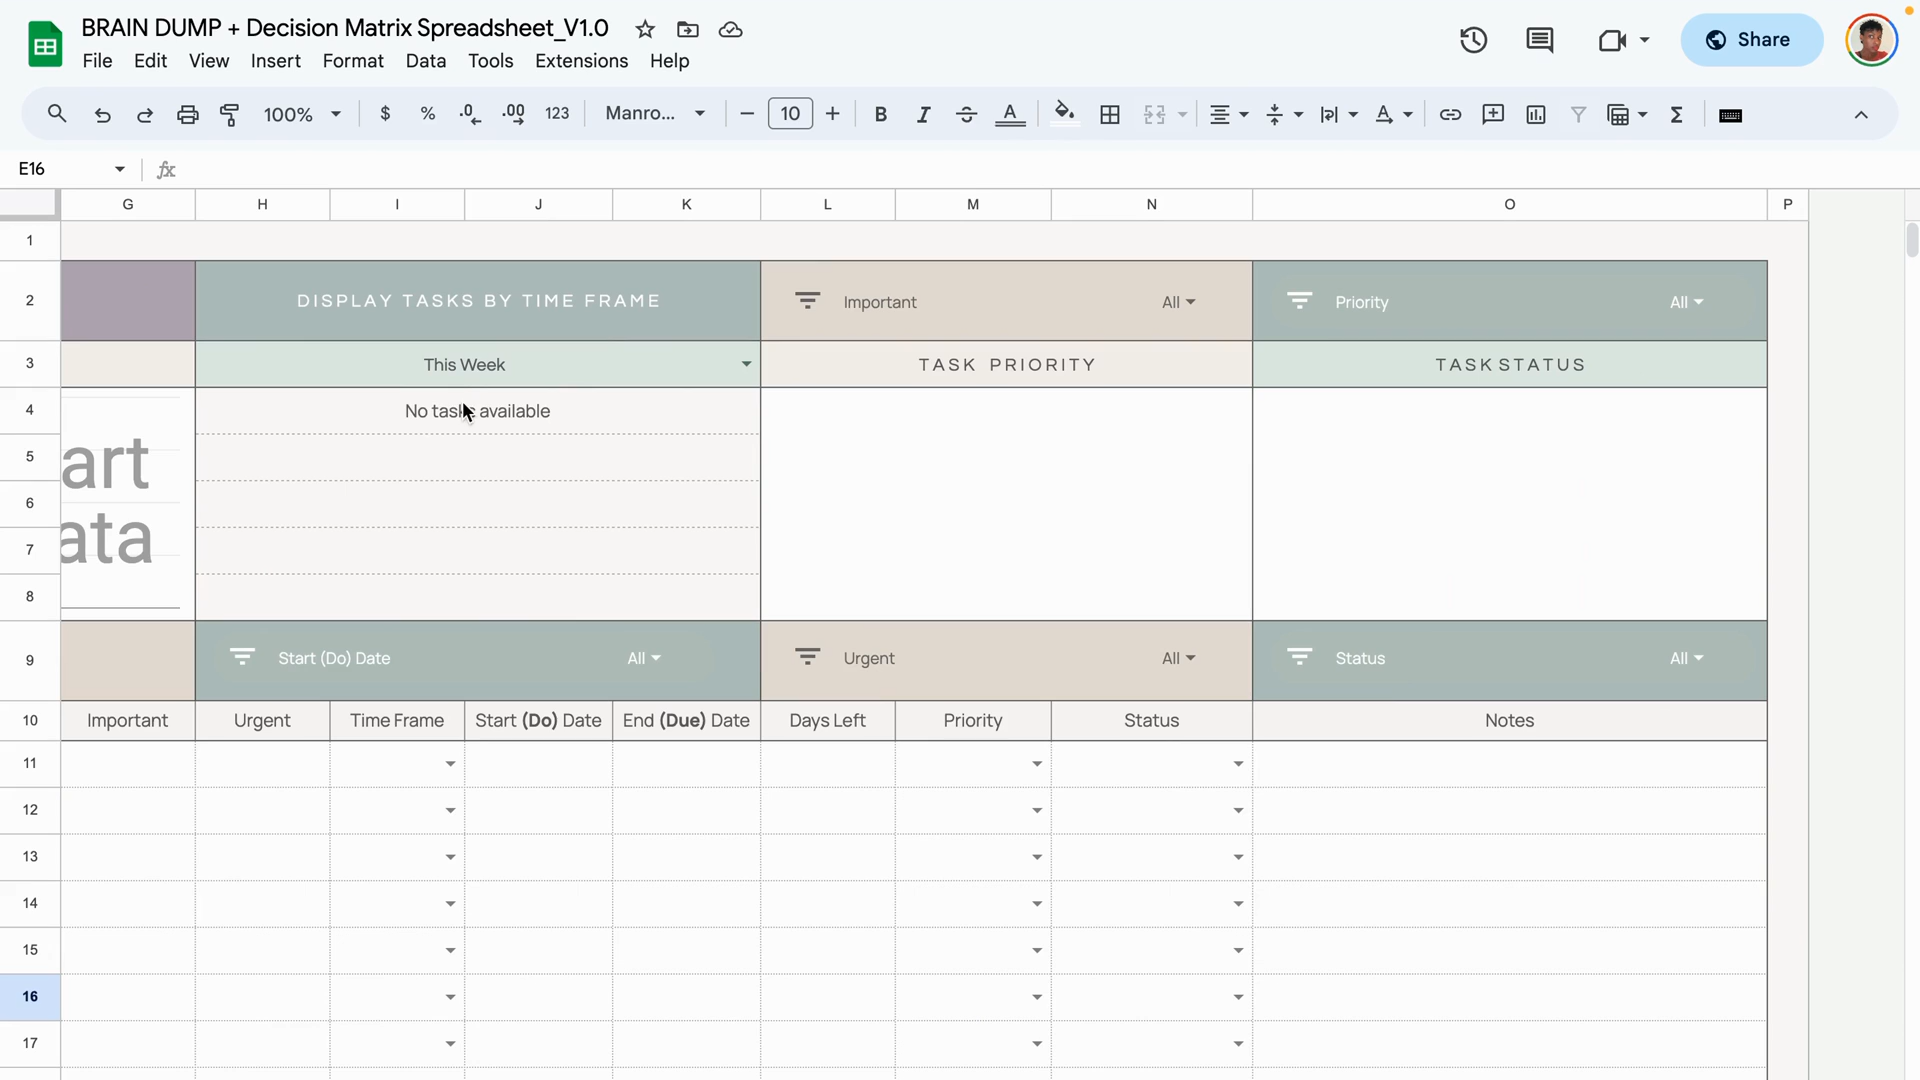 BRAIN DUMP + Decision Matrix Spreadsheet_V1.0
Share
File Edit View Insert Format Data Tools Extensions Help
100% $ % .0 .00 123 Manro... 10 B I A
E16 fx
G H I J K L M N O P
1
2 DISPLAY TASKS BY TIME FRAME Important All Priority All
3 This Week TASK PRIORITY TASK STATUS
4 No tasks available
5 art
6
7 ata
8
9 Start (Do) Date All Urgent All Status All
10 Important Urgent Time Frame Start (Do) Date End (Due) Date Days Left Priority Status Notes
11
12
13
14
15
16
17